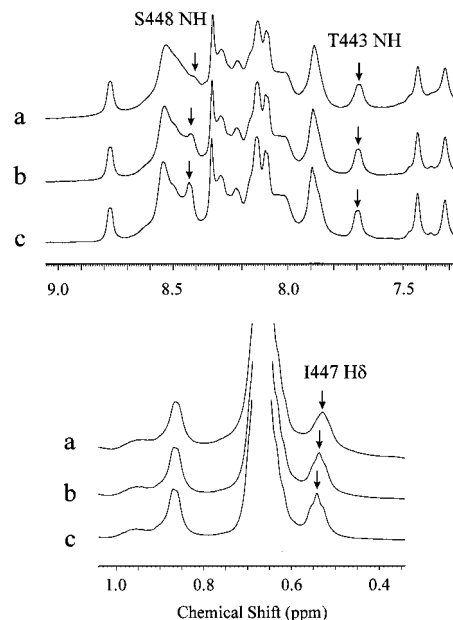 S448 NH
T443 NH
a
b
c
9.0 8.5 8.0 7.5
I447 Hδ
a
b
c
1.0 0.8 0.6 0.4
Chemical Shift (ppm)